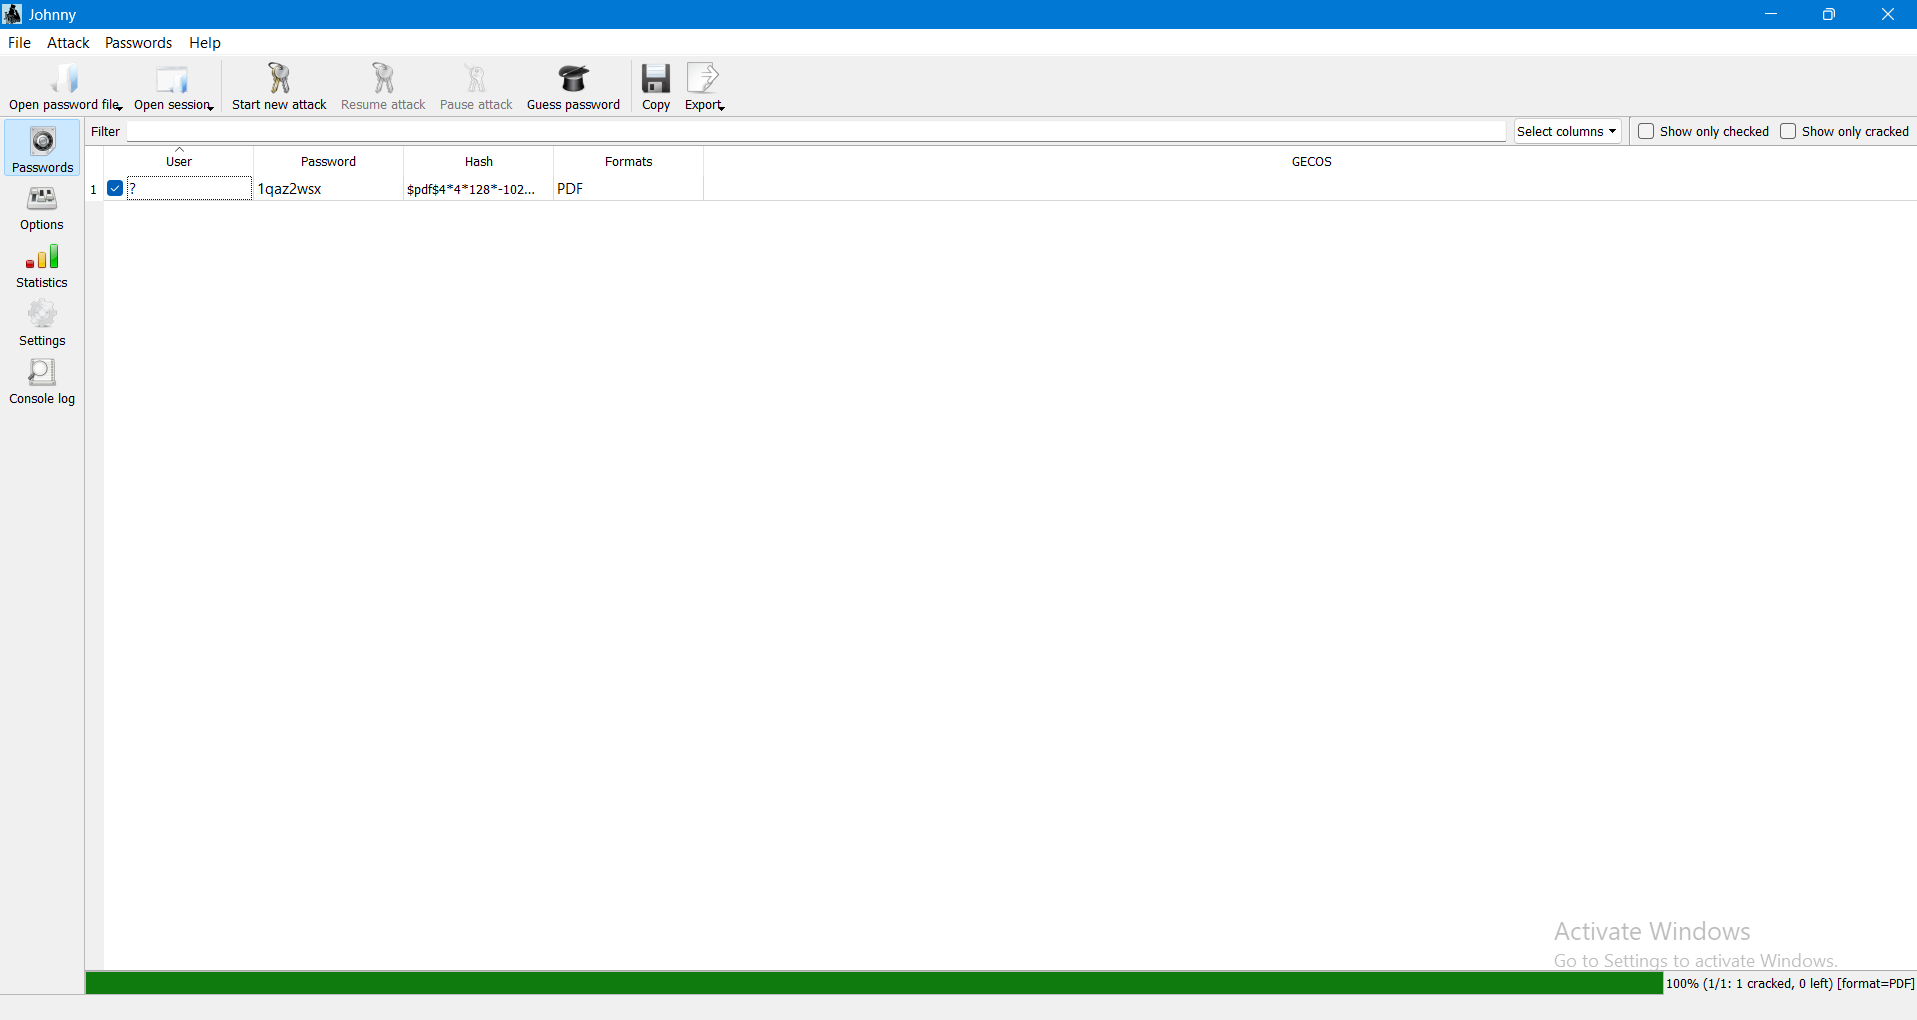 Johnny
File Attack Passwords Help
Open password file Open session Start new attack Resume attack Pause attack Guess password Copy Export
Filter Select columns Show only checked Show only cracked
User Password Hash Formats GECOS
1 ? 1qaz2wsx $pdf$4*4*128*-102... PDF
Passwords
Options
Statistics
Settings
Console log
Activate Windows
Go to Settings to activate Windows.
100% (1/1: 1 cracked, 0 left) [format=PDF]